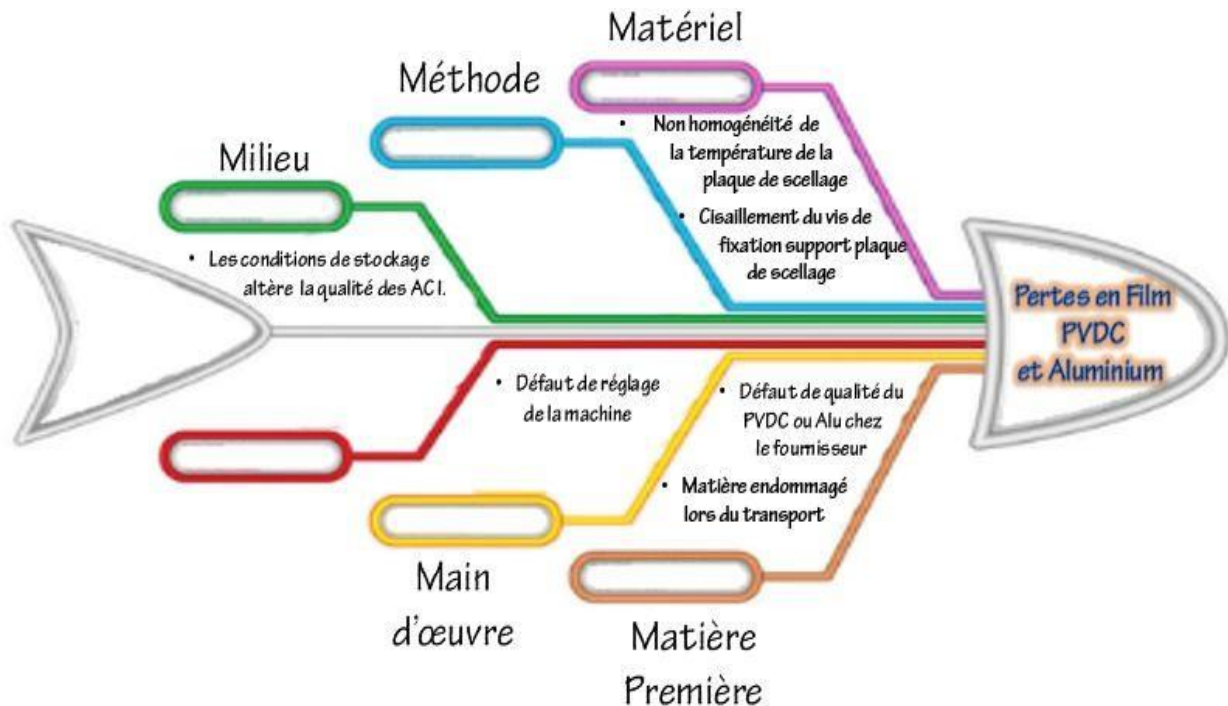 Matériel
Méthode
• Non homogénéité de
la température de la
plaque de scellage
Milieu
• Cisaillement du vis de
fixation support plaque
de scellage
• Les conditions de stockage
altère la qualité des ACI.
Pertes en Film
PVDC
et Aluminium
• Défaut de réglage
de la machine
• Défaut de qualité du
PVDC ou Alu chez
le fournisseur
• Matière endommagé
lors du transport
Main
d'œuvre
Matière
Première